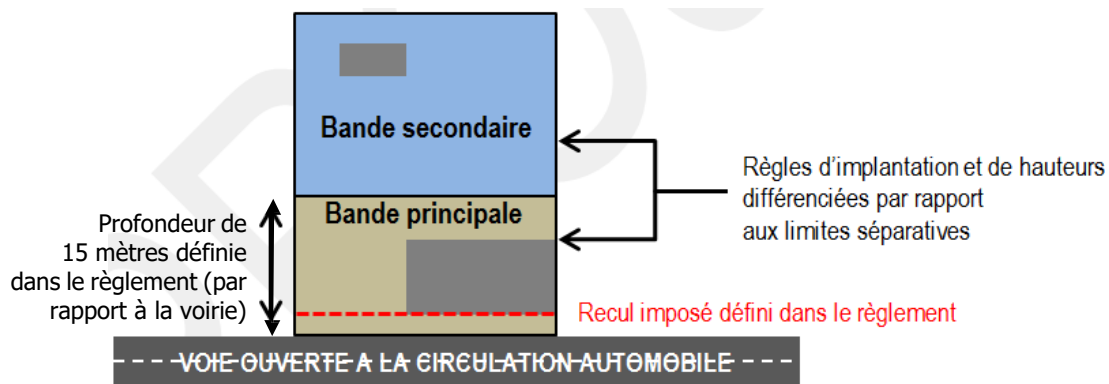 Bande secondaire
Bande principale
Profondeur de
15 mètres définie
dans le règlement (par
rapport à la voirie)
Règles d'implantation et de hauteurs
différenciées par rapport
aux limites séparatives
Recul imposé défini dans le règlement
VOIE OUVERTE A LA CIRCULATION AUTOMOBILE